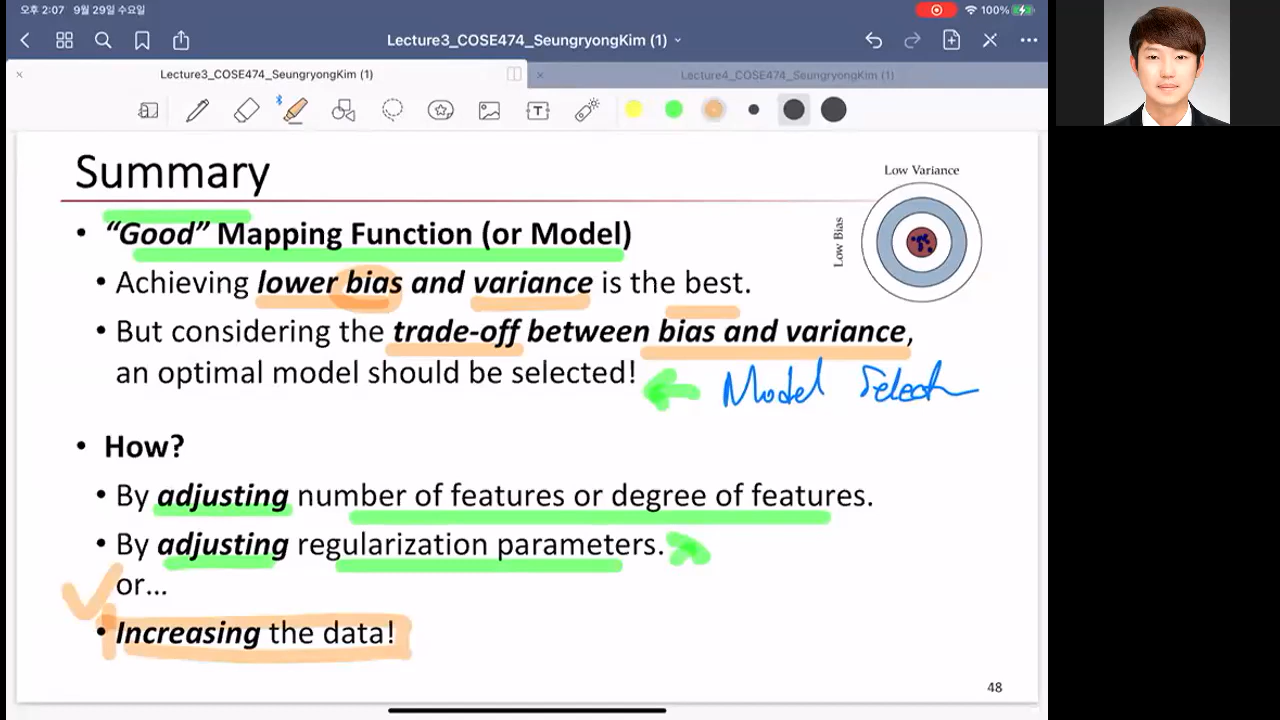 오후 2:07 9월 29일 수요일
100%
Lecture3_COSE474_SeungryongKim (1)
Lecture3_COSE474_SeungryongKim (1)
Lecture4_COSE474_SeungryongKim (1)
Summary
Low Variance
Low Bias
• “Good” Mapping Function (or Model)
• Achieving lower bias and variance is the best.
• But considering the trade-off between bias and variance,
an optimal model should be selected!
Model
• How?
• By adjusting number of features or degree of features.
• By adjusting regularization parameters.
or...
• Increasing the data!
48